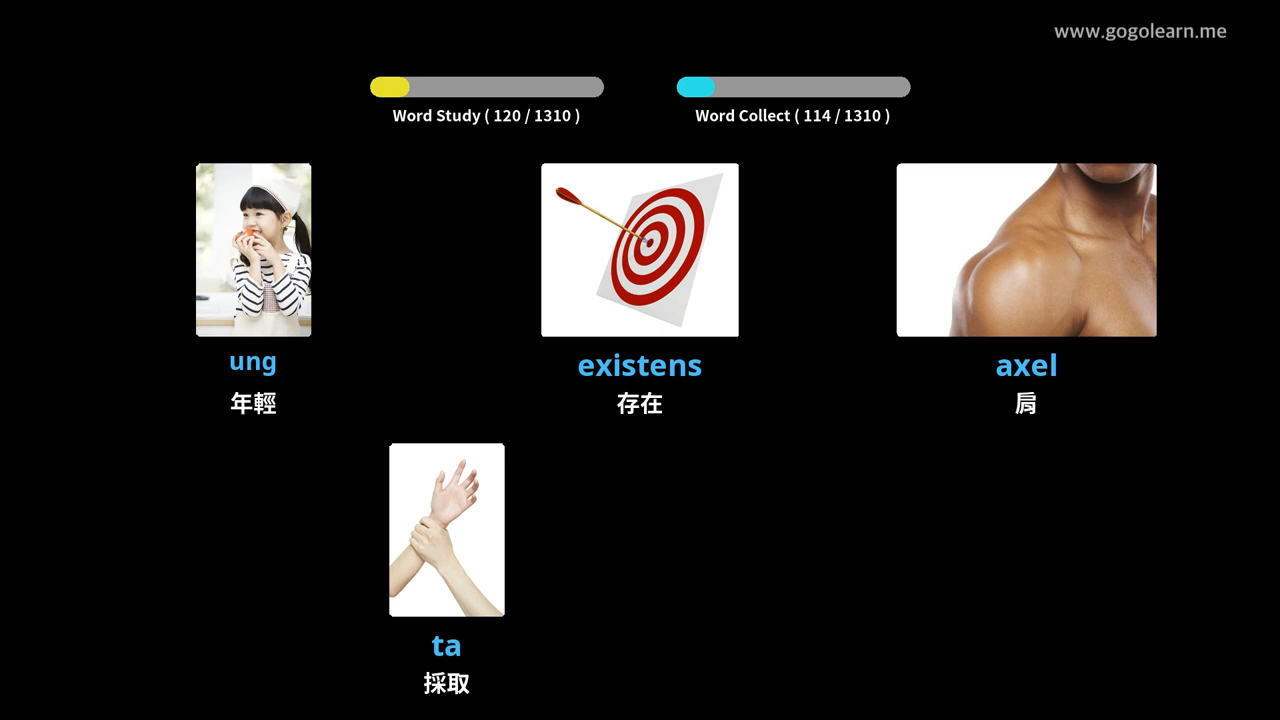 www.gogolearn.me
Word Study ( 120 / 1310 )
Word Collect ( 114 / 1310 )
ung
年輕
existens
存在
axel
肩
ta
採取